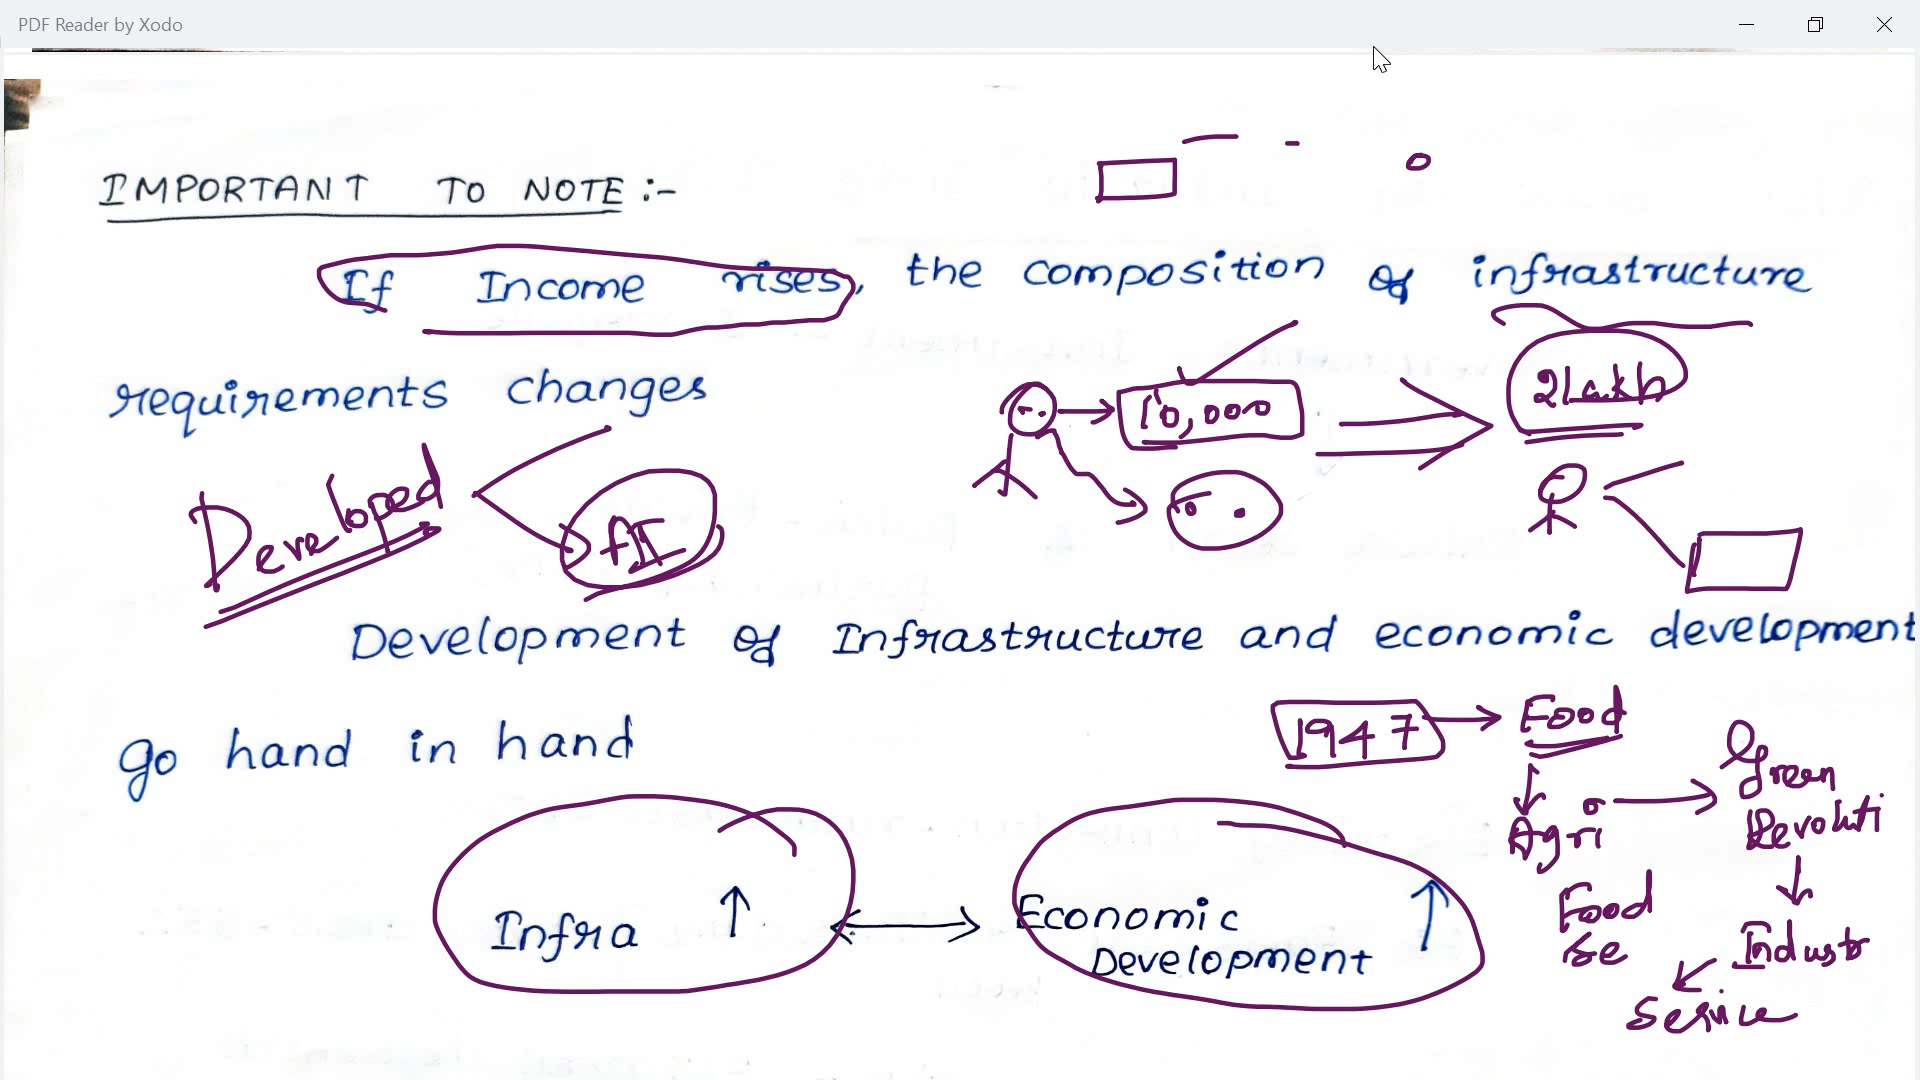 PDF Reader by Xodo
IMPORTANT TO NOTE :-
If Income rises, the composition of infrastructure
requirements changes
10,000
2lakh
Developed
Development of Infrastructure and economic development
go hand in hand
1947 Food
Agri
Green
Revoluti
Food
Se
Industr
Service
Infra ↑ ↔ Economic ↑
Development